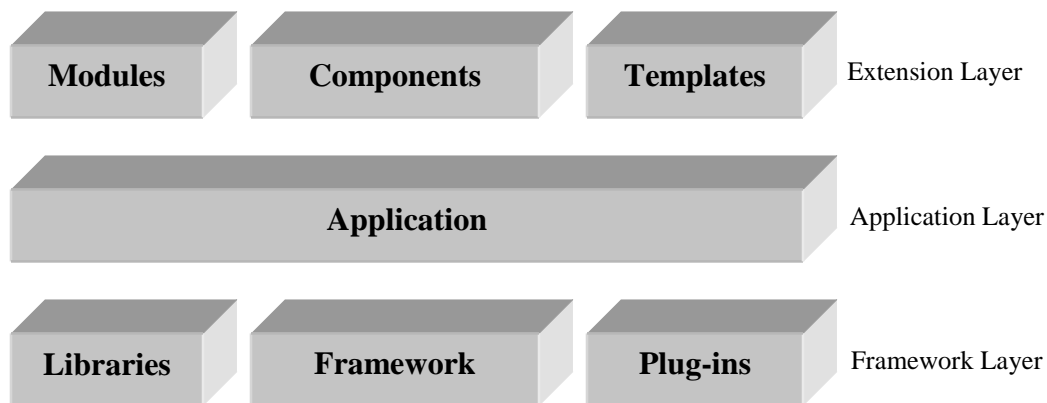 Modules Components Templates Extension Layer
Application Application Layer
Libraries Framework Plug-ins Framework Layer